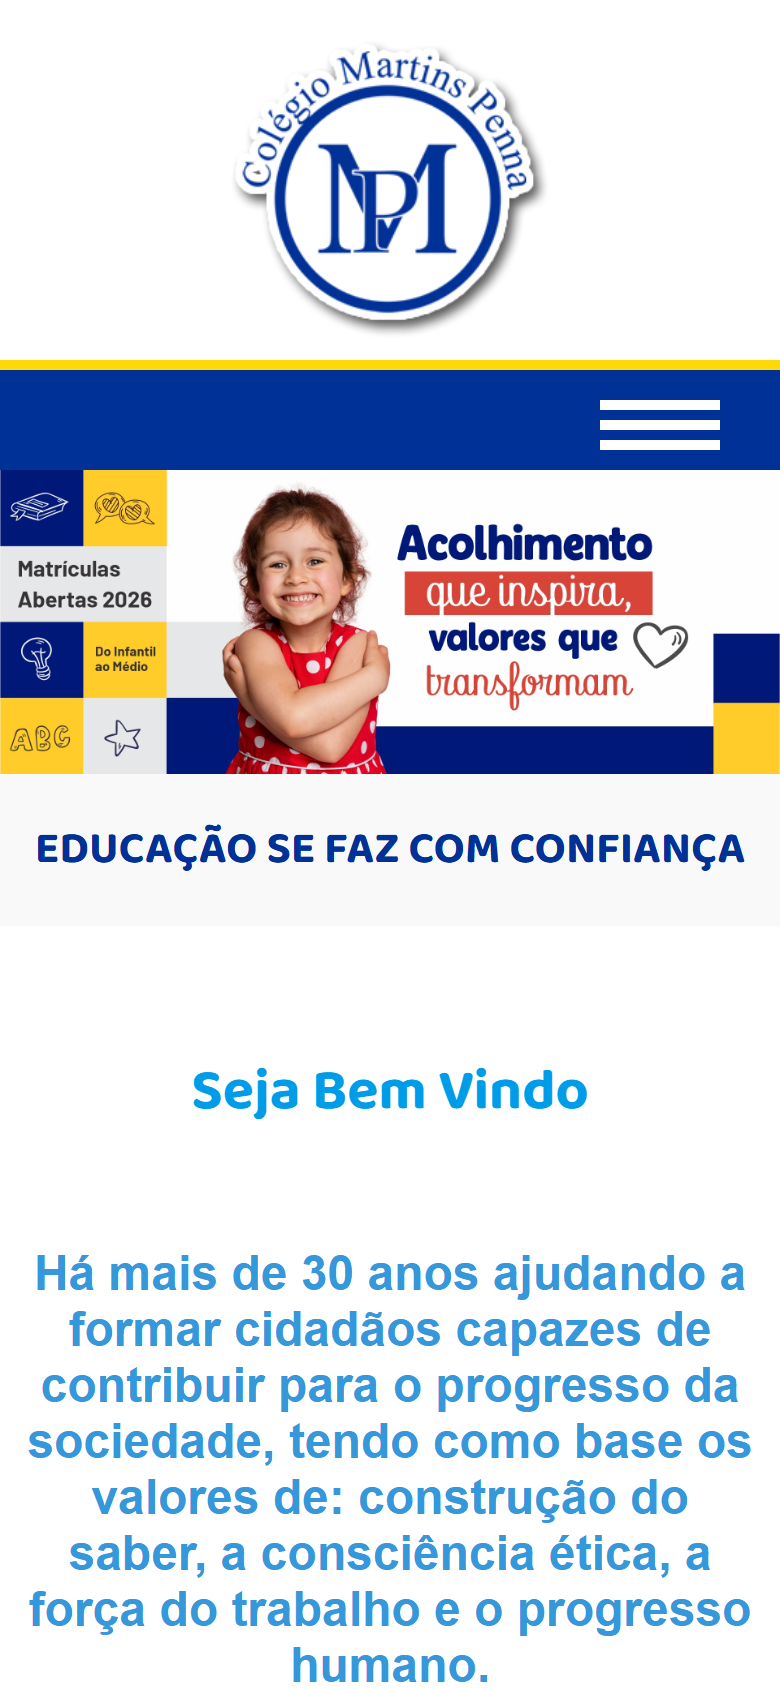 Colégio Martins Penna
MP
Matrículas
Abertas 2026
Do Infantil
ao Médio
ABC
Acolhimento
que inspira,
valores que
transformam
EDUCAÇÃO SE FAZ COM CONFIANÇA
Seja Bem Vindo
Há mais de 30 anos ajudando a
formar cidadãos capazes de
contribuir para o progresso da
sociedade, tendo como base os
valores de: construção do
saber, a consciência ética, a
força do trabalho e o progresso
humano.